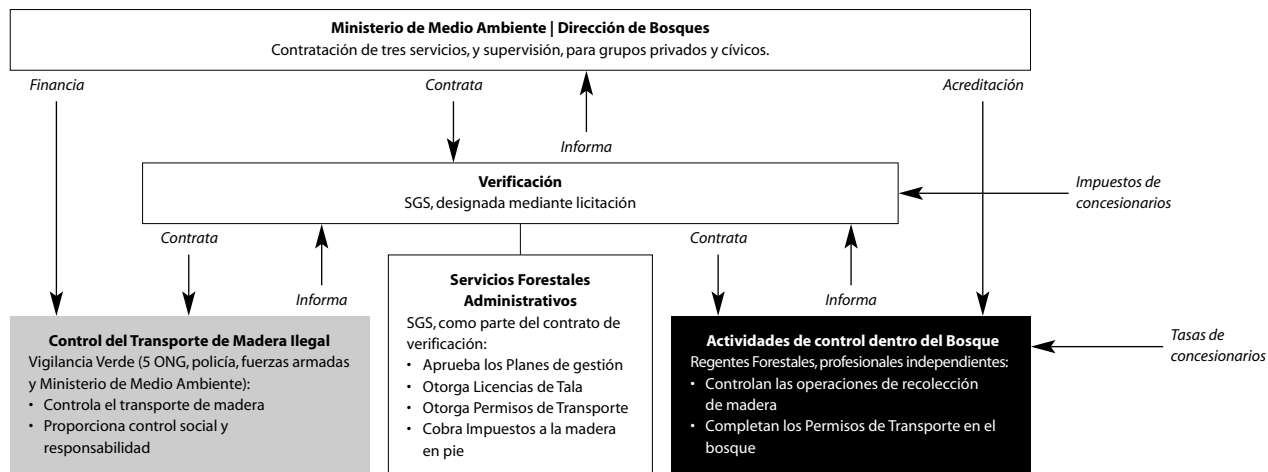 Ministerio de Medio Ambiente | Dirección de Bosques
Contratación de tres servicios, y supervisión, para grupos privados y cívicos.
Financia
Contrata
Acreditación
Informa
Verificación
SGS, designada mediante licitación
Impuestos de
concesionarios
Contrata
Contrata
Informa
Informa
Servicios Forestales
Administrativos
SGS, como parte del contrato de
verificación:
• Aprueba los Planes de gestión
• Otorga Licencias de Tala
• Otorga Permisos de Transporte
• Cobra Impuestos a la madera
en pie
Control del Transporte de Madera Ilegal
Vigilancia Verde (5 ONG, policía, fuerzas armadas
y Ministerio de Medio Ambiente):
• Controla el transporte de madera
• Proporciona control social y
responsabilidad
Actividades de control dentro del Bosque
Regentes Forestales, profesionales independientes:
• Controlan las operaciones de recolección
de madera
• Completan los Permisos de Transporte en el
bosque
Tasas de
concesionarios